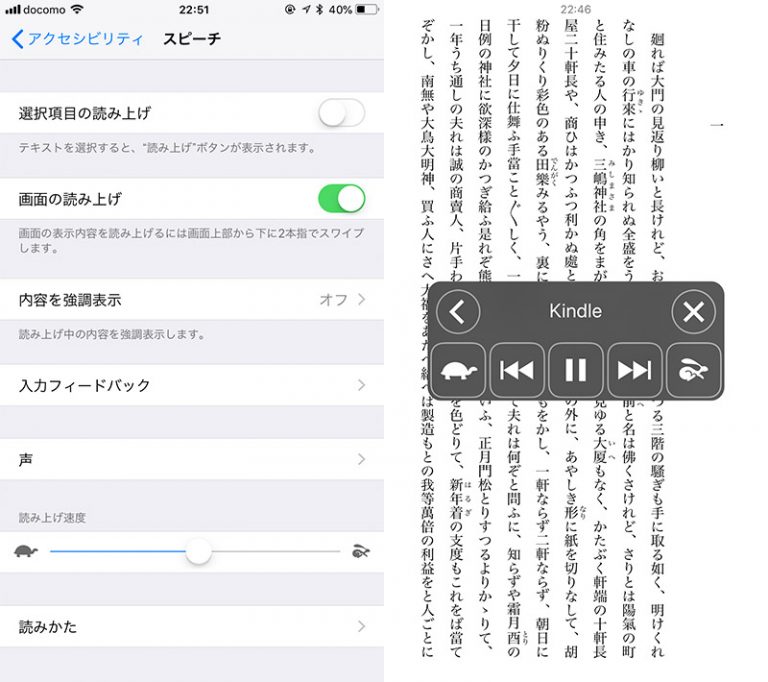 docomo 22:51 40%
アクセシビリティ スピーチ
選択項目の読み上げ
テキストを選択すると、“読み上げ”ボタンが表示されます。
画面の読み上げ
画面の表示内容を読み上げるには画面上部から下に2本指でスワイプ
します。
内容を強調表示 オフ
読み上げ中の内容を強調表示します。
入力フィードバック
声
読み上げ速度
読みかた
22:46
一
廻れば大門の見返り柳いと長けれど、お つる三階の騒ぎも手に取る如く、明けくれ
なしの車の行來にはかり知られぬ全盛をう 前と名は佛くさけれど、さりとは陽氣の町
と住みたる人の申き、三嶋神社の角をまが 見ゆる大厦もなく、かたぶく軒端の十軒長
屋二十軒長や、商ひはかつふつ利かぬ處と の外に、あやしき形に紙を切りなして、胡
粉ぬりくり彩色のある田樂みるやう、裏に もをかし、一軒ならず二軒ならず、朝日に
干して夕日に仕舞ふ手當こと〴〵しく、一 て夫れは何ぞと問ふに、知らずや霜月酉の
日例の神社に欲深樣のかつぎ給ふ是れぞ熊 いふ、正月門松とりすつるよりかゝりて、
一年うち通しの夫れは誠の商賣人、片手わ を色どりて、新年着の支度もこれをば當て
ぞかし、南無や大鳥大明神、買ふ人にさへ大福をあたへ給へば製造もとの我等萬倍の利益をと人ごとに
Kindle